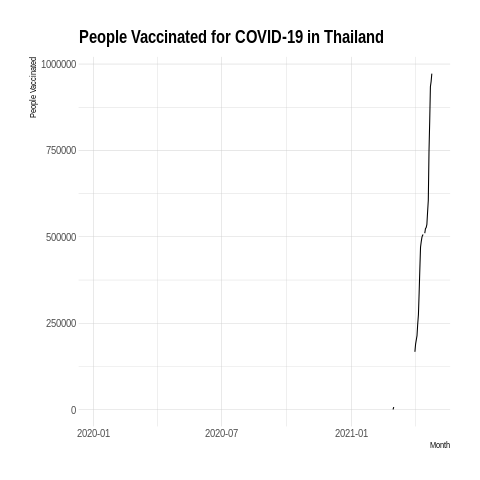 People Vaccinated for COVID-19 in Thailand
People Vaccinated
1000000
750000
500000
250000
0
2020-01
2020-07
2021-01
Month